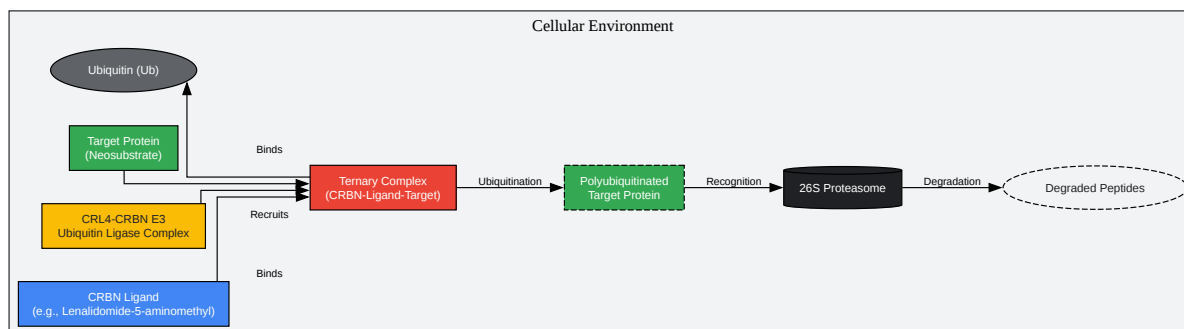 Cellular Environment
Ubiquitin (Ub)
Target Protein
(Neosubstrate)
Binds
CRL4-CRBN E3
Ubiquitin Ligase Complex
Recruits
CRBN Ligand
(e.g., Lenalidomide-5-aminomethyl)
Binds
Ternary Complex
(CRBN-Ligand-Target)
Ubiquitination
Polyubiquitinated
Target Protein
Recognition
26S Proteasome
Degradation
Degraded Peptides